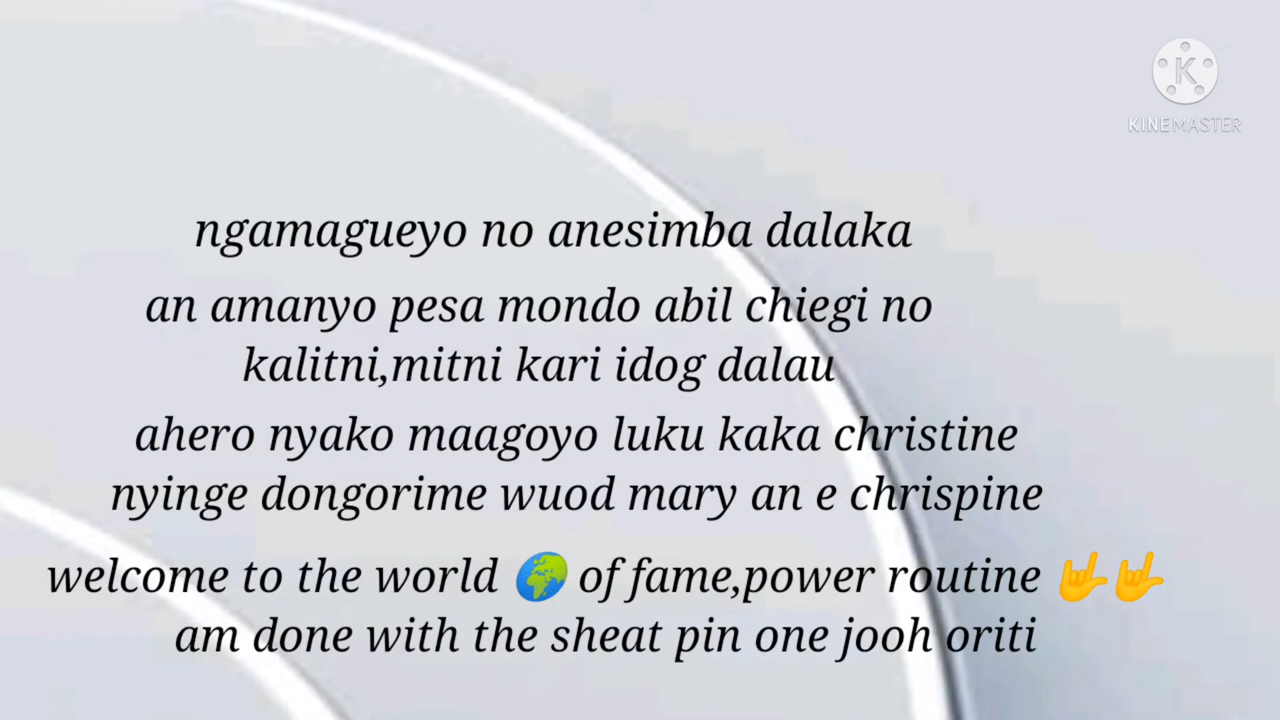 KINEMASTER
ngamagueyo no anesimba dalaka
an amanyo pesa mondo abil chiegi no
kalitni,mitni kari idog dalau
ahero nyako maagoyo luku kaka christine
nyinge dongorime wuod mary an e chrispine
welcome to the world 🌍 of fame,power routine 🤟🤟
am done with the sheat pin one jooh oriti